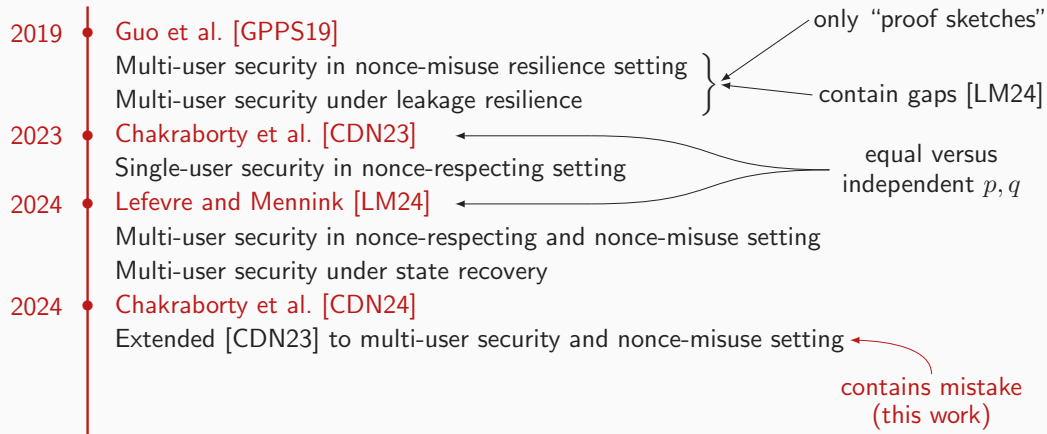 2019 Guo et al. [GPPS19]
only “proof sketches”
Multi-user security in nonce-misuse resilience setting
Multi-user security under leakage resilience
contain gaps [LM24]
2023 Chakraborty et al. [CDN23]
Single-user security in nonce-respecting setting
equal versus
independent p, q
2024 Lefevre and Mennink [LM24]
Multi-user security in nonce-respecting and nonce-misuse setting
Multi-user security under state recovery
2024 Chakraborty et al. [CDN24]
Extended [CDN23] to multi-user security and nonce-misuse setting
contains mistake
(this work)